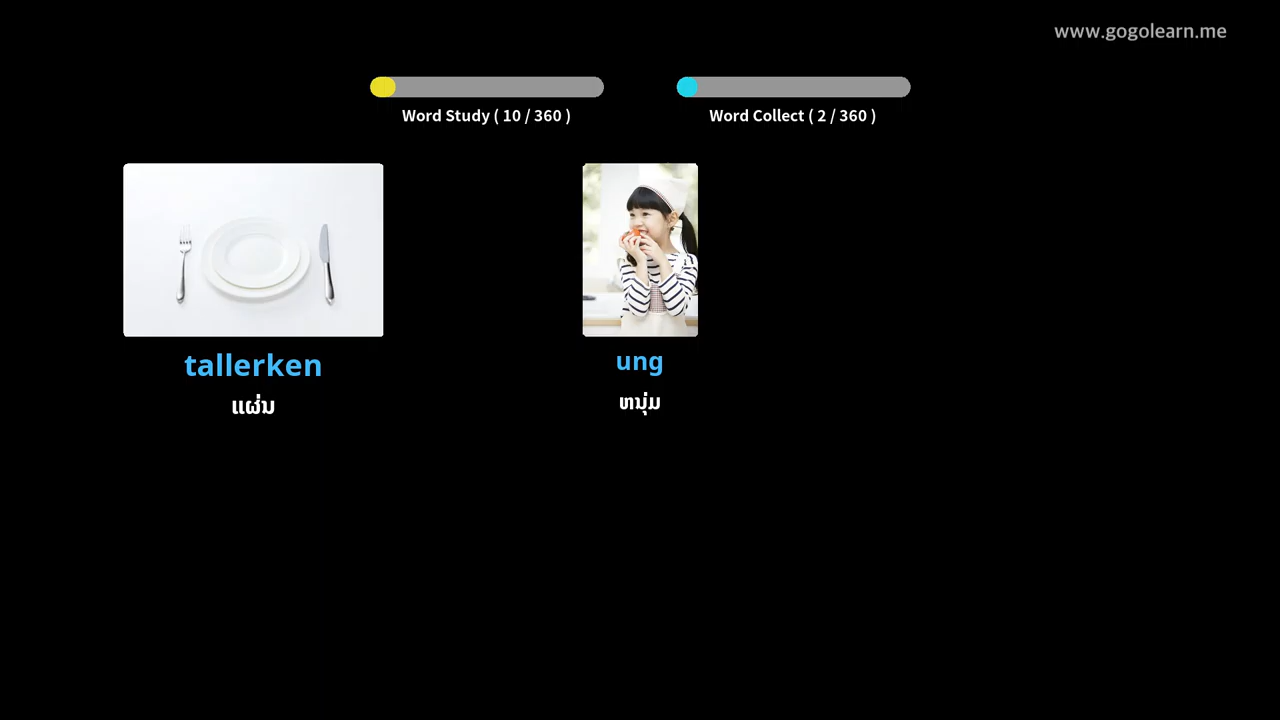 www.gogolearn.me
Word Study ( 10 / 360 )
Word Collect ( 2 / 360 )
tallerken
ແຜ່ນ
ung
ຫນຸ່ມ